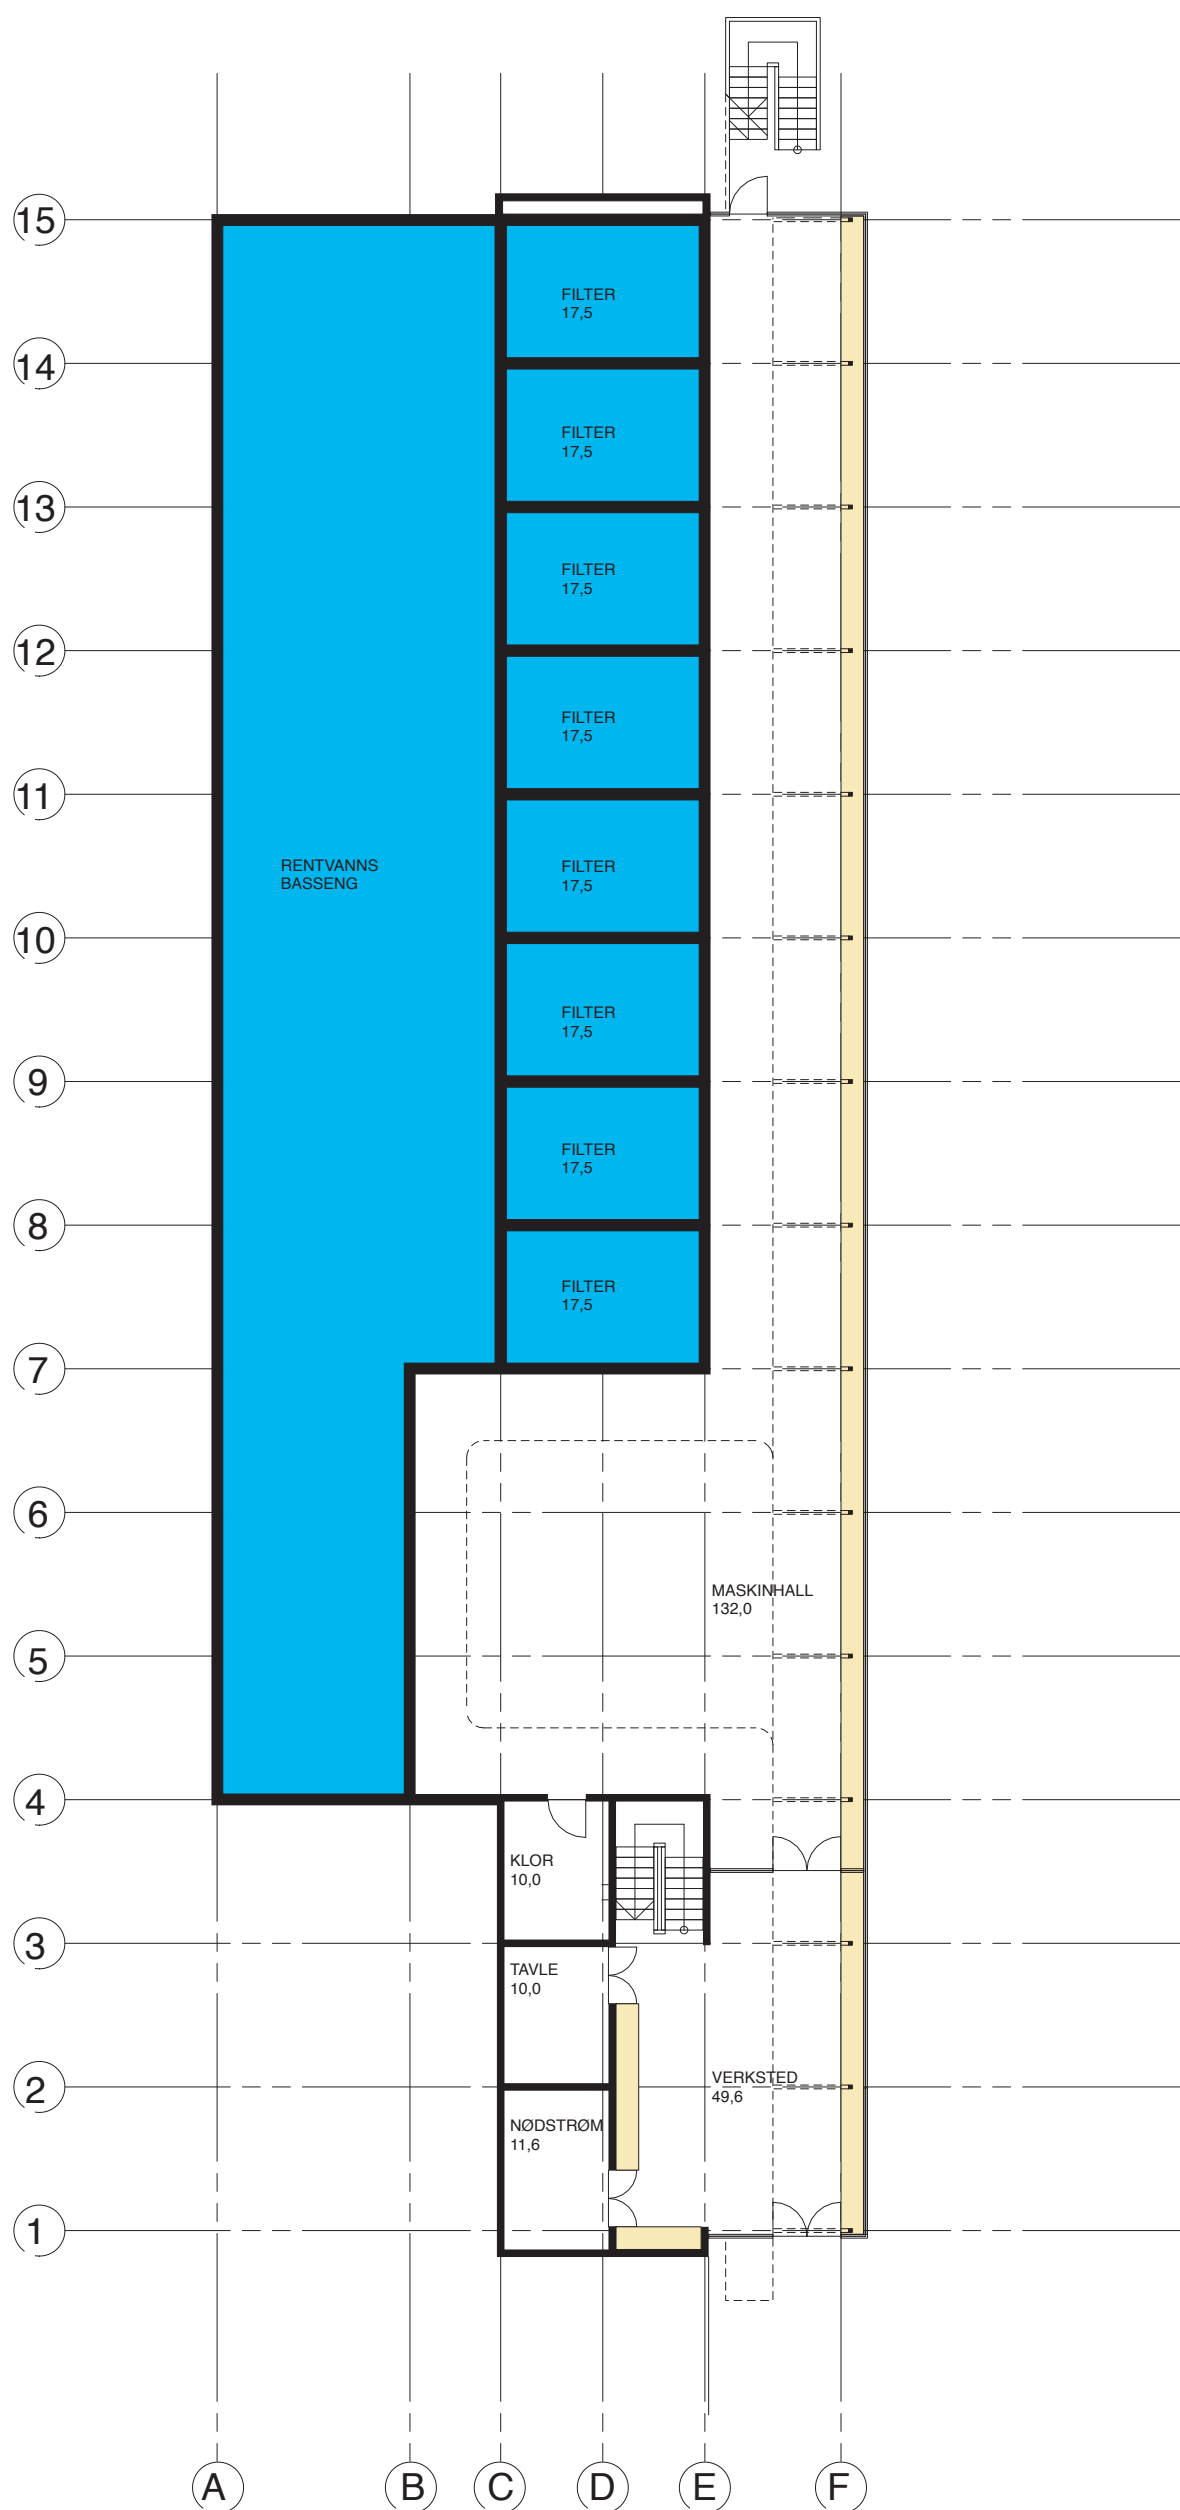 15
FILTER
17,5
14
FILTER
17,5
13
FILTER
17,5
12
FILTER
17,5
11
RENTVANNS
BASSENG
FILTER
17,5
10
FILTER
17,5
9
FILTER
17,5
8
FILTER
17,5
7
6
MASKINHALL
132,0
5
4
KLOR
10,0
3
TAVLE
10,0
2
VERKSTED
49,6
NØDSTRØM
11,6
1
A B C D E F